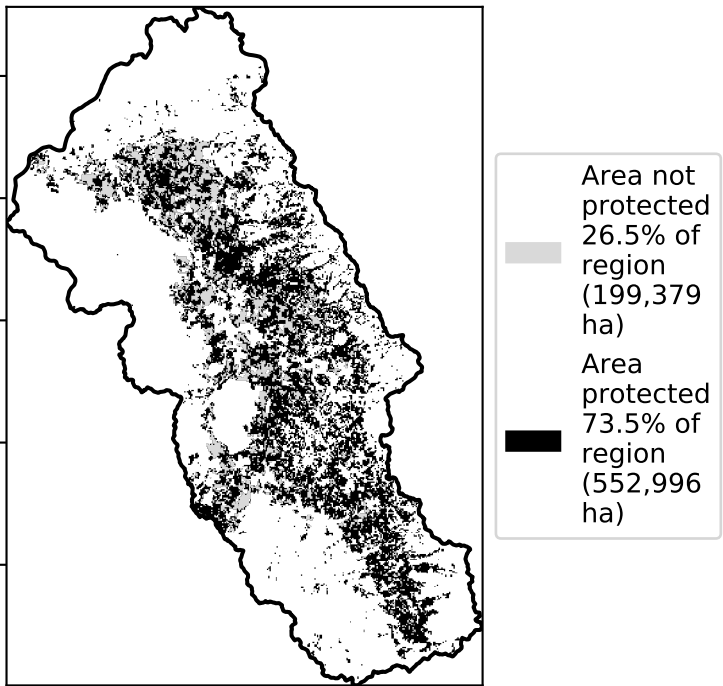 Area not
protected
26.5% of
region
(199,379
ha)
Area
protected
73.5% of
region
(552,996
ha)